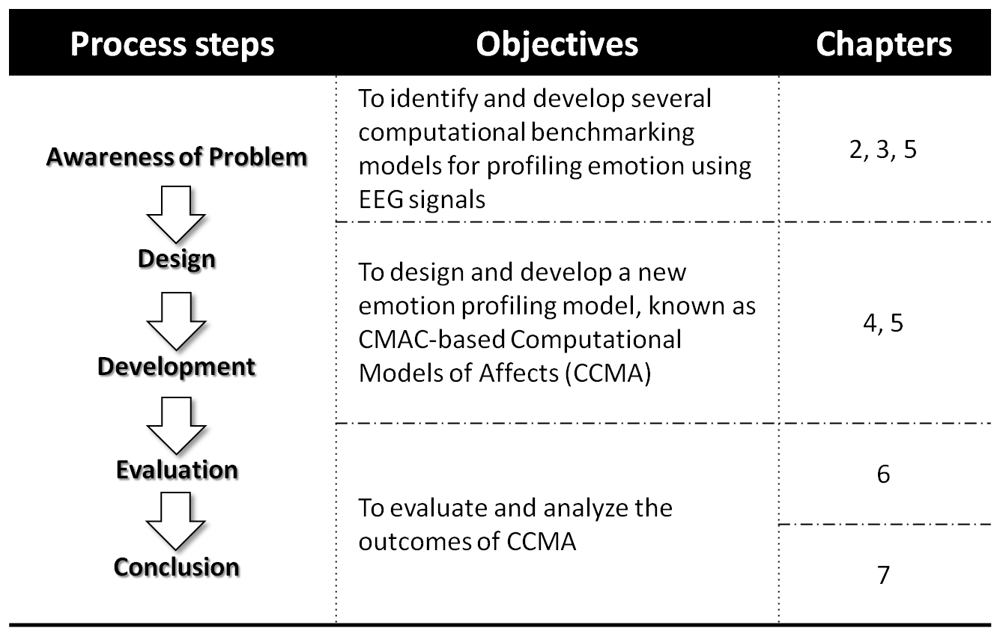 Process steps
Objectives
Chapters
Awareness of Problem
Design
Development
Evaluation
Conclusion
To identify and develop several
computational benchmarking
models for profiling emotion using
EEG signals
2, 3, 5
To design and develop a new
emotion profiling model, known as
CMAC-based Computational
Models of Affects (CCMA)
4, 5
To evaluate and analyze the
outcomes of CCMA
6
7